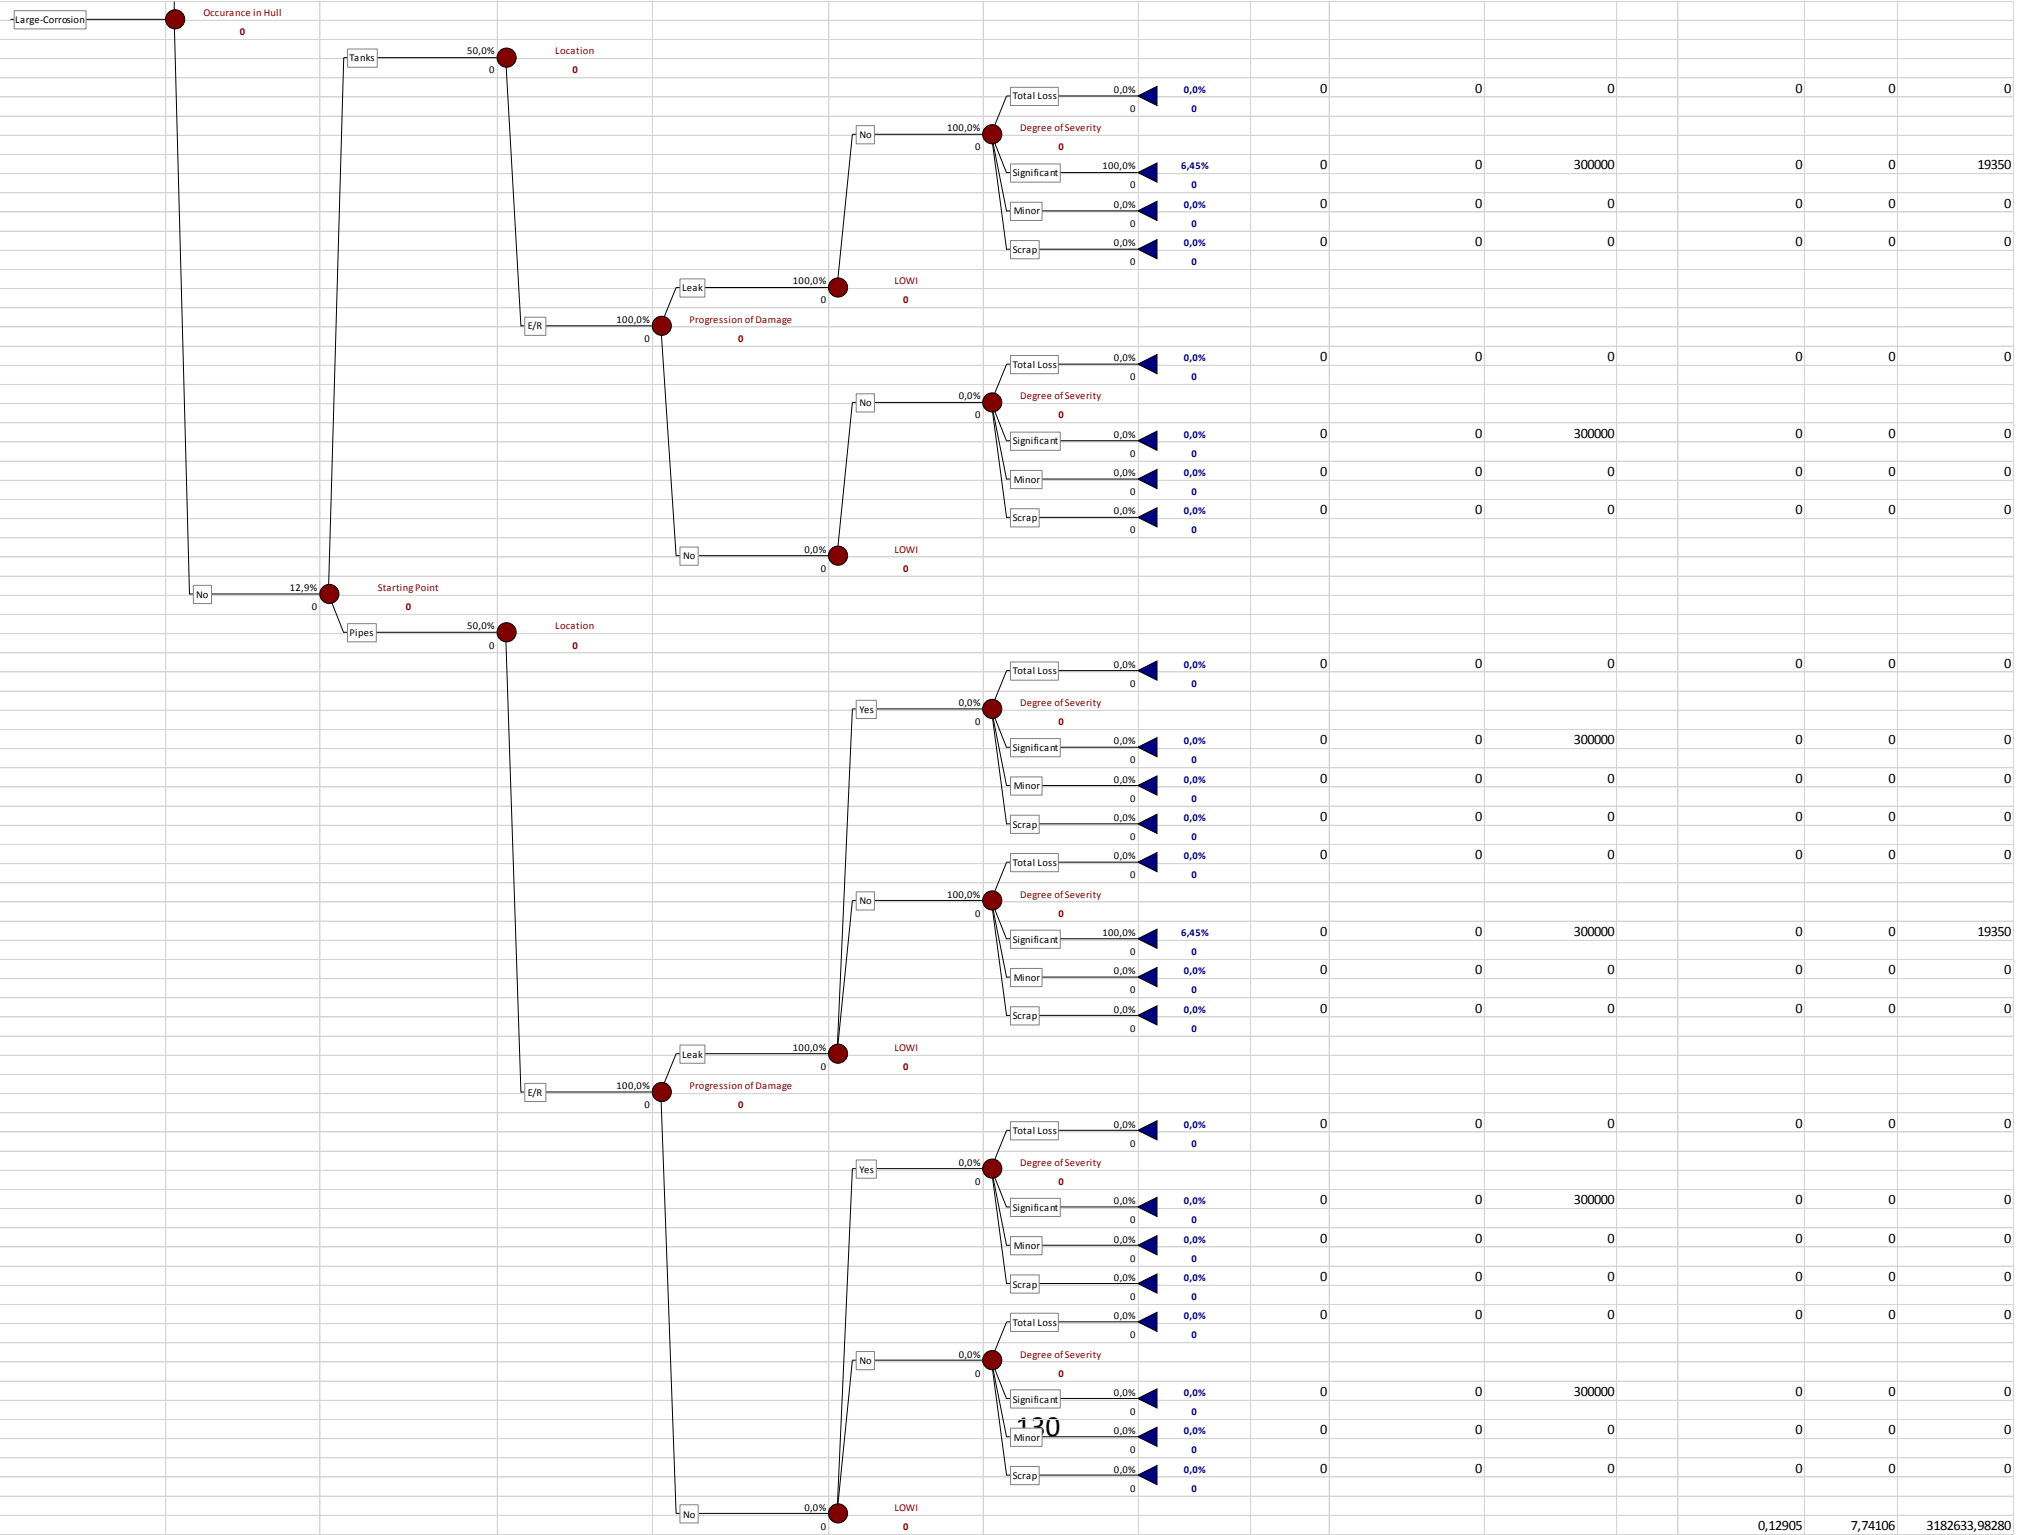 Large-Corrosion Occurance in Hull
0
Tanks 50,0% Location
0 0
Total Loss 0,0% 0,0% 0 0 0 0 0 0
0 0
No 100,0% Degree of Severity
0 0
Significant 100,0% 6,45% 0 0 300000 0 0 19350
0 0
Minor 0,0% 0,0% 0 0 0 0 0 0
0 0
Scrap 0,0% 0,0% 0 0 0 0 0 0
0 0
Leak 100,0% LOWI
0 0
E/R 100,0% Progression of Damage
0 0
Total Loss 0,0% 0,0% 0 0 0 0 0 0
0 0
No 0,0% Degree of Severity
0 0
Significant 0,0% 0,0% 0 0 300000 0 0 0
0 0
Minor 0,0% 0,0% 0 0 0 0 0 0
0 0
Scrap 0,0% 0,0% 0 0 0 0 0 0
0 0
No 0,0% LOWI
0 0
No 12,9% Starting Point
0 0
Pipes 50,0% Location
0 0
Total Loss 0,0% 0,0% 0 0 0 0 0 0
0 0
Yes 0,0% Degree of Severity
0 0
Significant 0,0% 0,0% 0 0 300000 0 0 0
0 0
Minor 0,0% 0,0% 0 0 0 0 0 0
0 0
Scrap 0,0% 0,0% 0 0 0 0 0 0
0 0
Total Loss 0,0% 0,0% 0 0 0 0 0 0
0 0
No 100,0% Degree of Severity
0 0
Significant 100,0% 6,45% 0 0 300000 0 0 19350
0 0
Minor 0,0% 0,0% 0 0 0 0 0 0
0 0
Scrap 0,0% 0,0% 0 0 0 0 0 0
0 0
Leak 100,0% LOWI
0 0
E/R 100,0% Progression of Damage
0 0
Total Loss 0,0% 0,0% 0 0 0 0 0 0
0 0
Yes 0,0% Degree of Severity
0 0
Significant 0,0% 0,0% 0 0 300000 0 0 0
0 0
Minor 0,0% 0,0% 0 0 0 0 0 0
0 0
Scrap 0,0% 0,0% 0 0 0 0 0 0
0 0
Total Loss 0,0% 0,0% 0 0 0 0 0 0
0 0
No 0,0% Degree of Severity
0 0
Significant 0,0% 0,0% 0 0 300000 0 0 0
0 0
130
Minor 0,0% 0,0% 0 0 0 0 0 0
0 0
Scrap 0,0% 0,0% 0 0 0 0 0 0
0 0
No 0,0% LOWI
0 0
0,12905 7,74106 3182633,98280